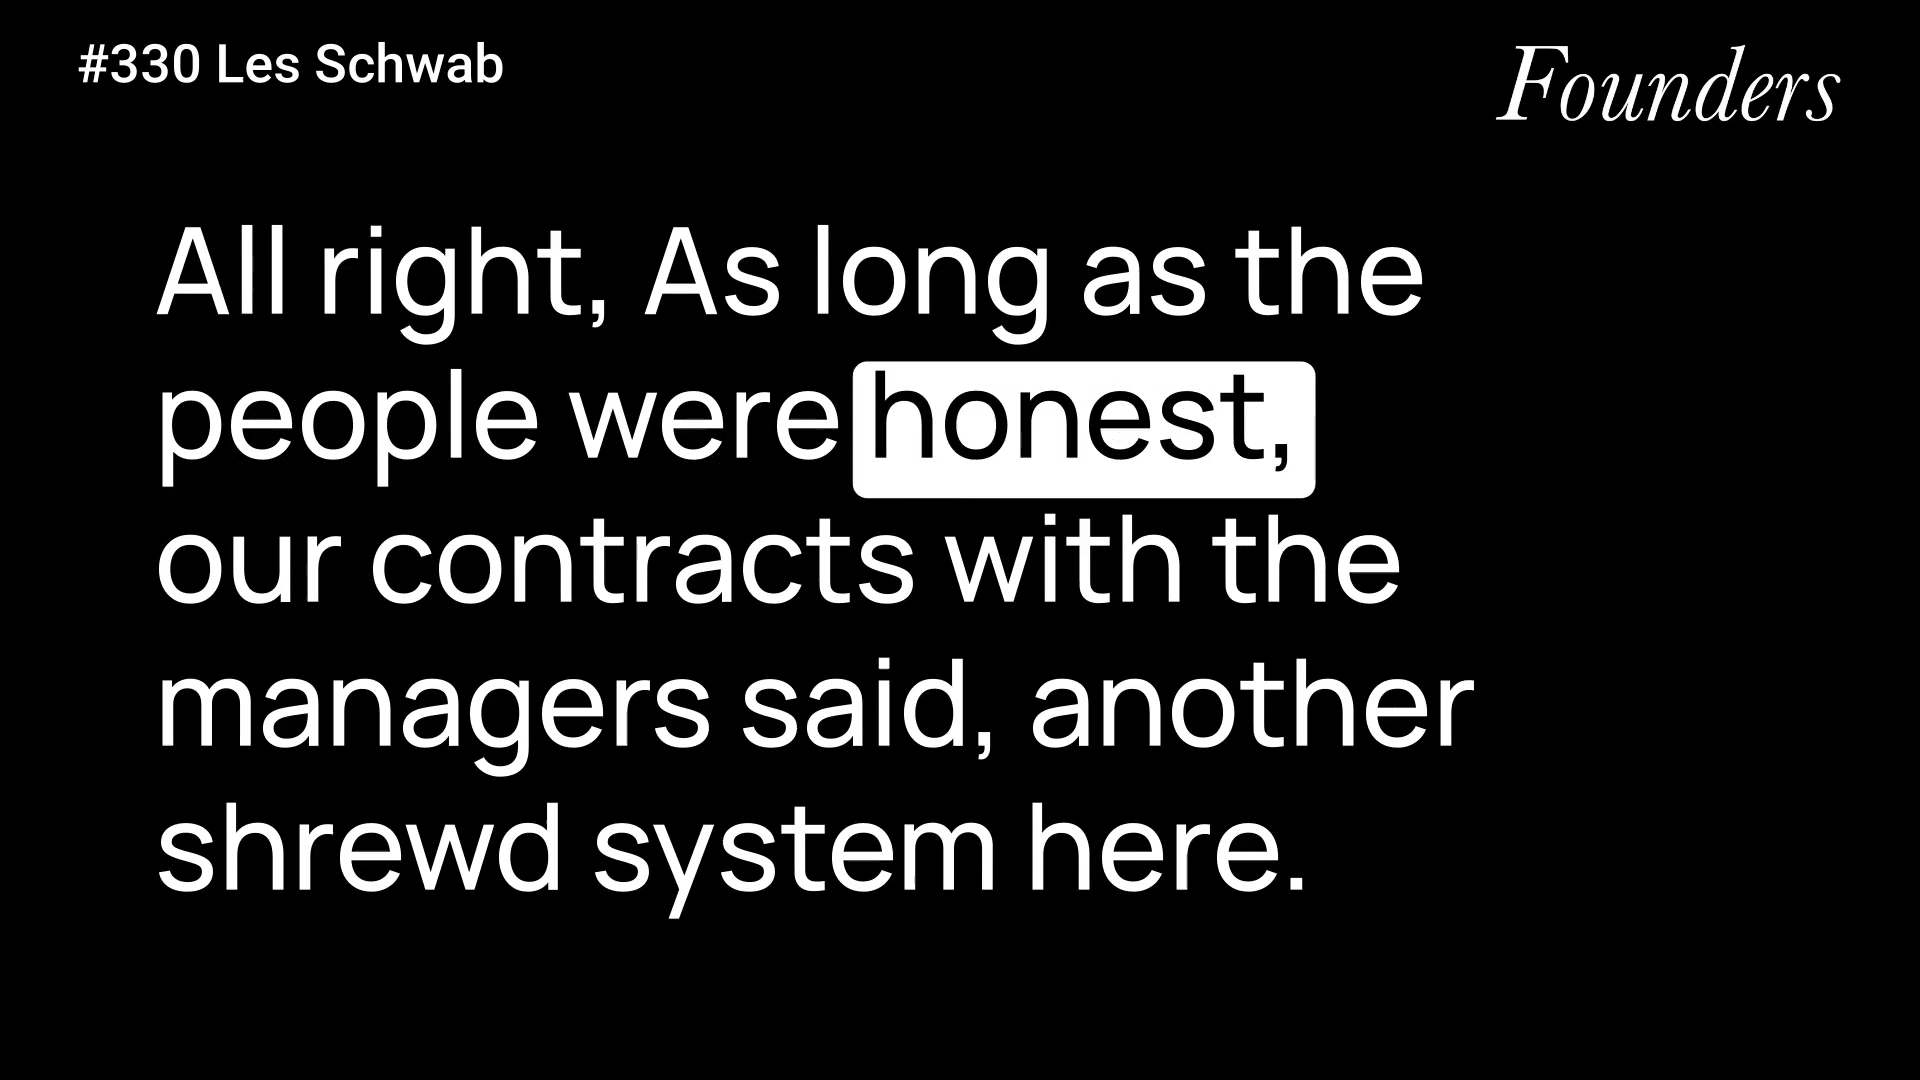 #330 Les Schwab
Founders
All right, As long as the
people were honest,
our contracts with the
managers said, another
shrewd system here.